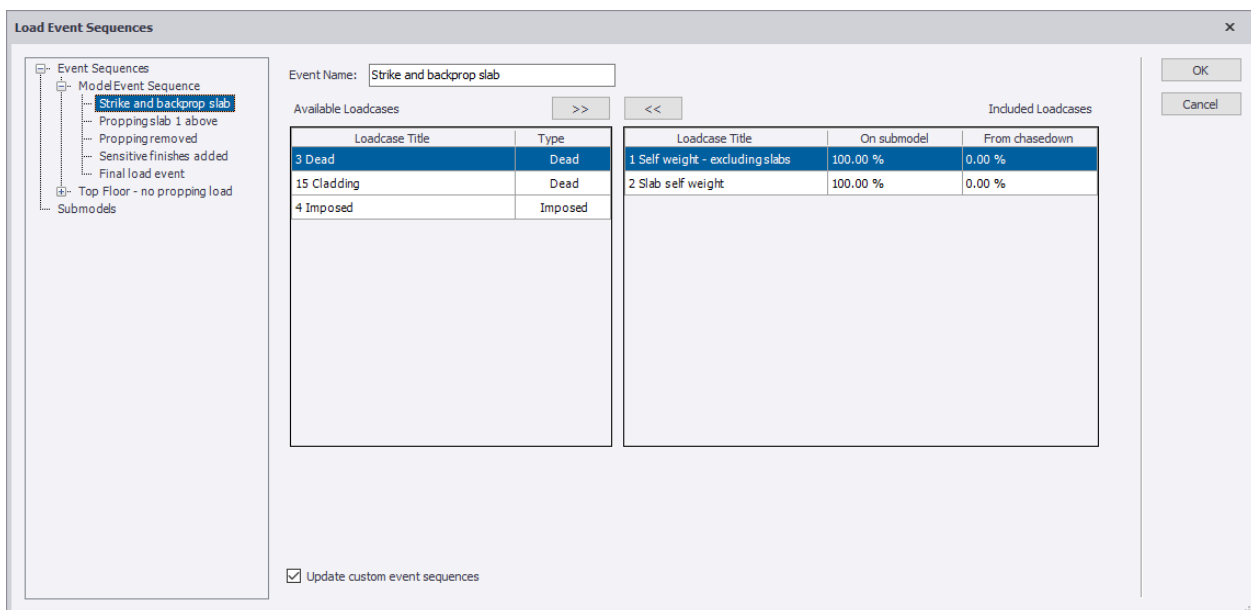 Load Event Sequences
Event Sequences
Model Event Sequence
Strike and backprop slab
Propping slab 1 above
Propping removed
Sensitive finishes added
Final load event
Top Floor - no propping load
Submodels
Event Name: Strike and backprop slab
OK
Cancel
Available Loadcases >> << Included Loadcases
Loadcase Title Type Loadcase Title On submodel From chasedown
3 Dead Dead 1 Self weight - excluding slabs 100.00 % 0.00 %
15 Cladding Dead 2 Slab self weight 100.00 % 0.00 %
4 Imposed Imposed
Update custom event sequences